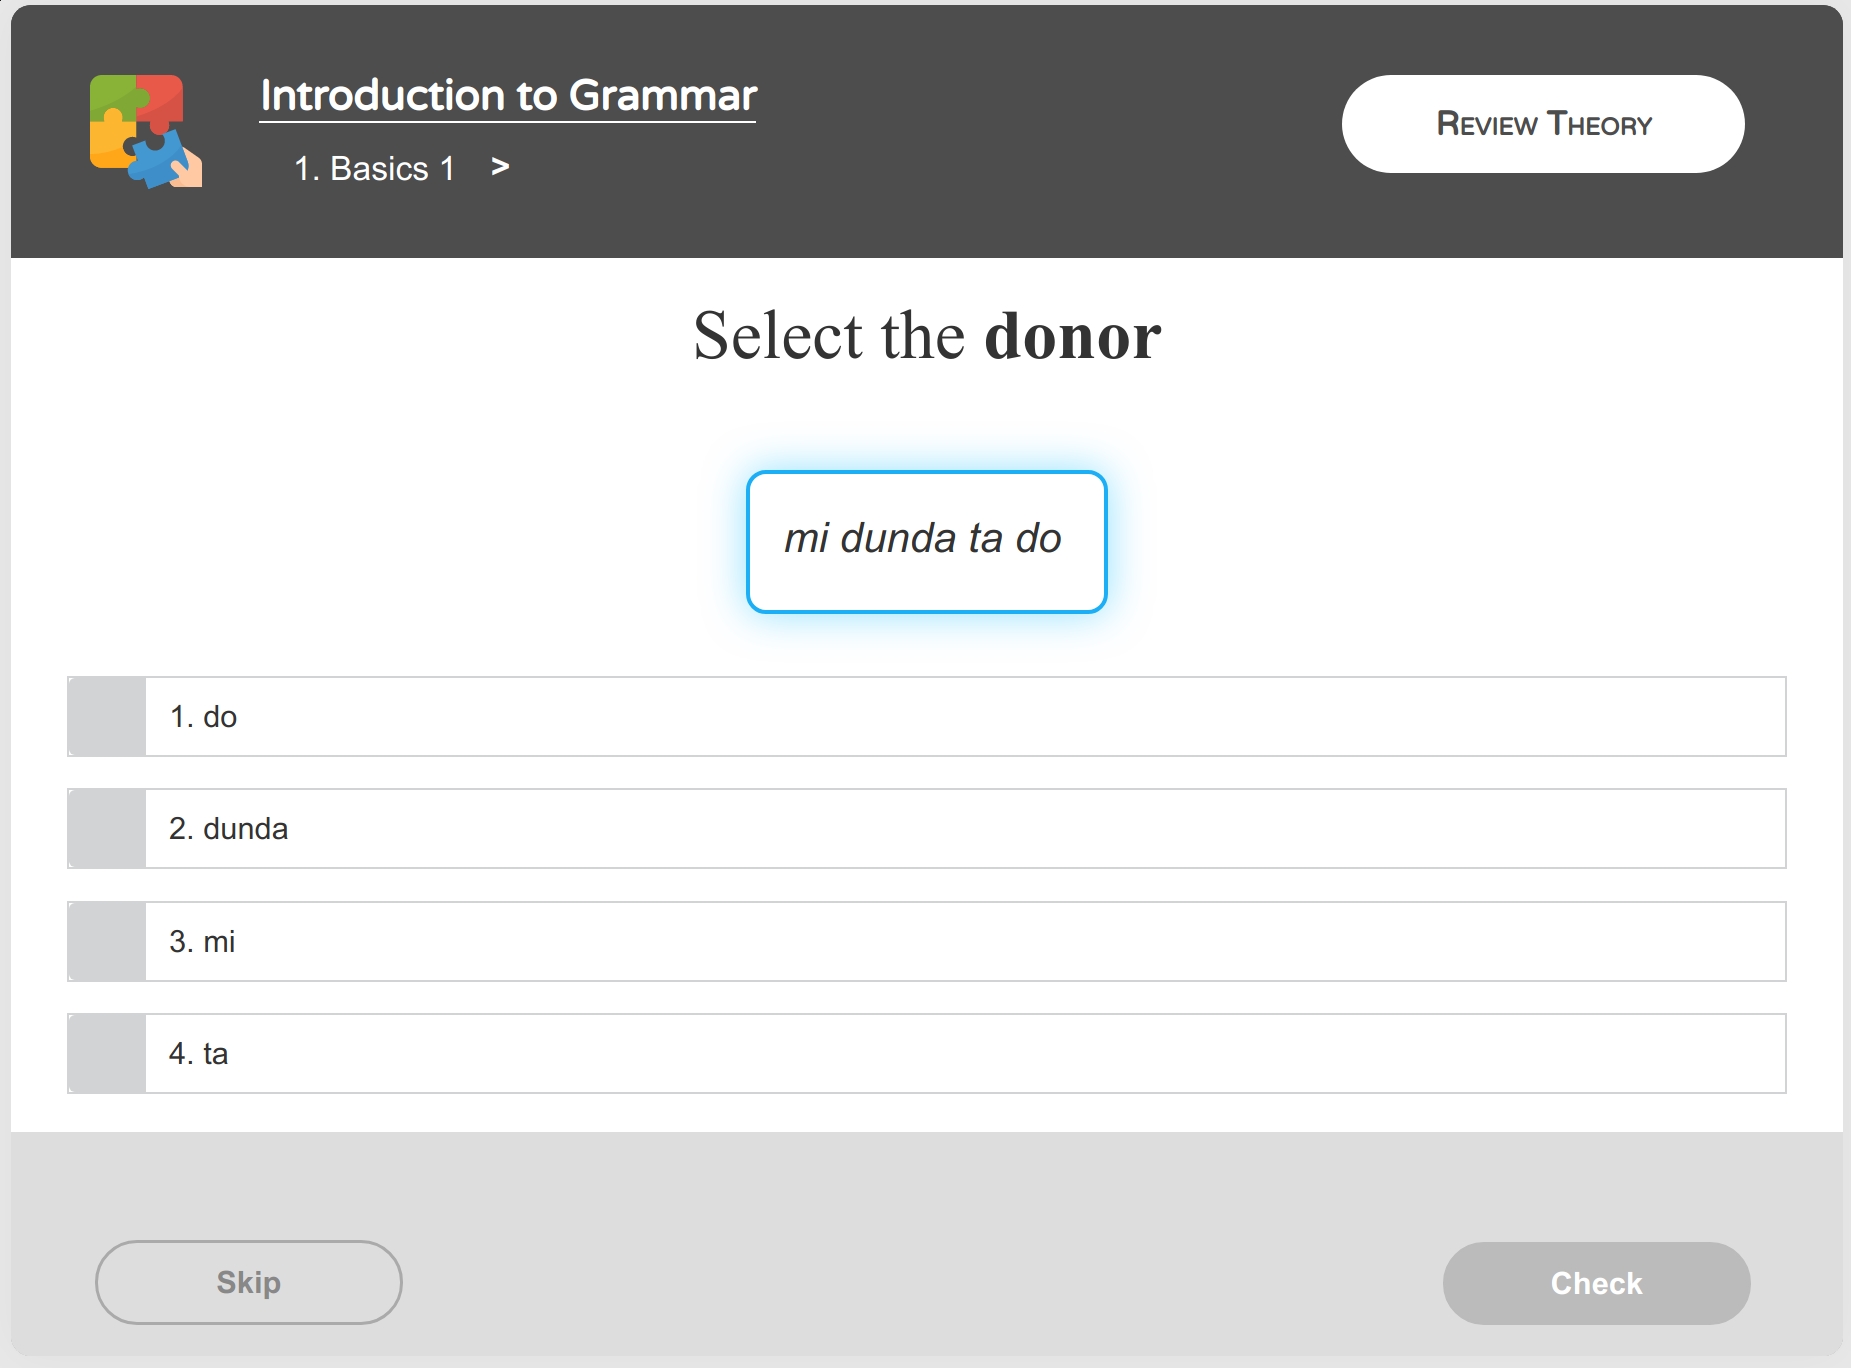 Introduction to Grammar
1. Basics 1 >
Review Theory
Select the donor
mi dunda ta do
1. do
2. dunda
3. mi
4. ta
Skip
Check